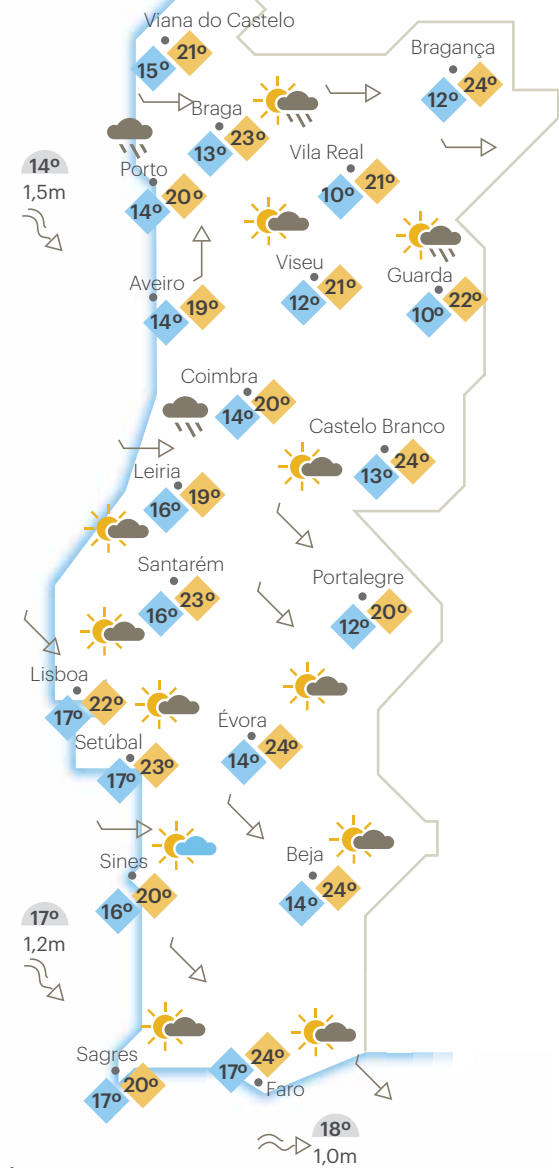 Viana do Castelo
15º 21º
Bragança
12º 24º
Braga
13º 23º
14º
1,5m
Porto
14º 20º
Vila Real
10º 21º
Aveiro
14º 19º
Viseu
12º 21º
Guarda
10º 22º
Coimbra
14º 20º
Castelo Branco
13º 24º
Leiria
16º 19º
Santarém
16º 23º
Portalegre
12º 20º
Lisboa
17º 22º
Setúbal
17º 23º
Évora
14º 24º
Sines
16º 20º
Beja
14º 24º
17º
1,2m
Sagres
17º 20º
17º 24º
Faro
18º
1,0m